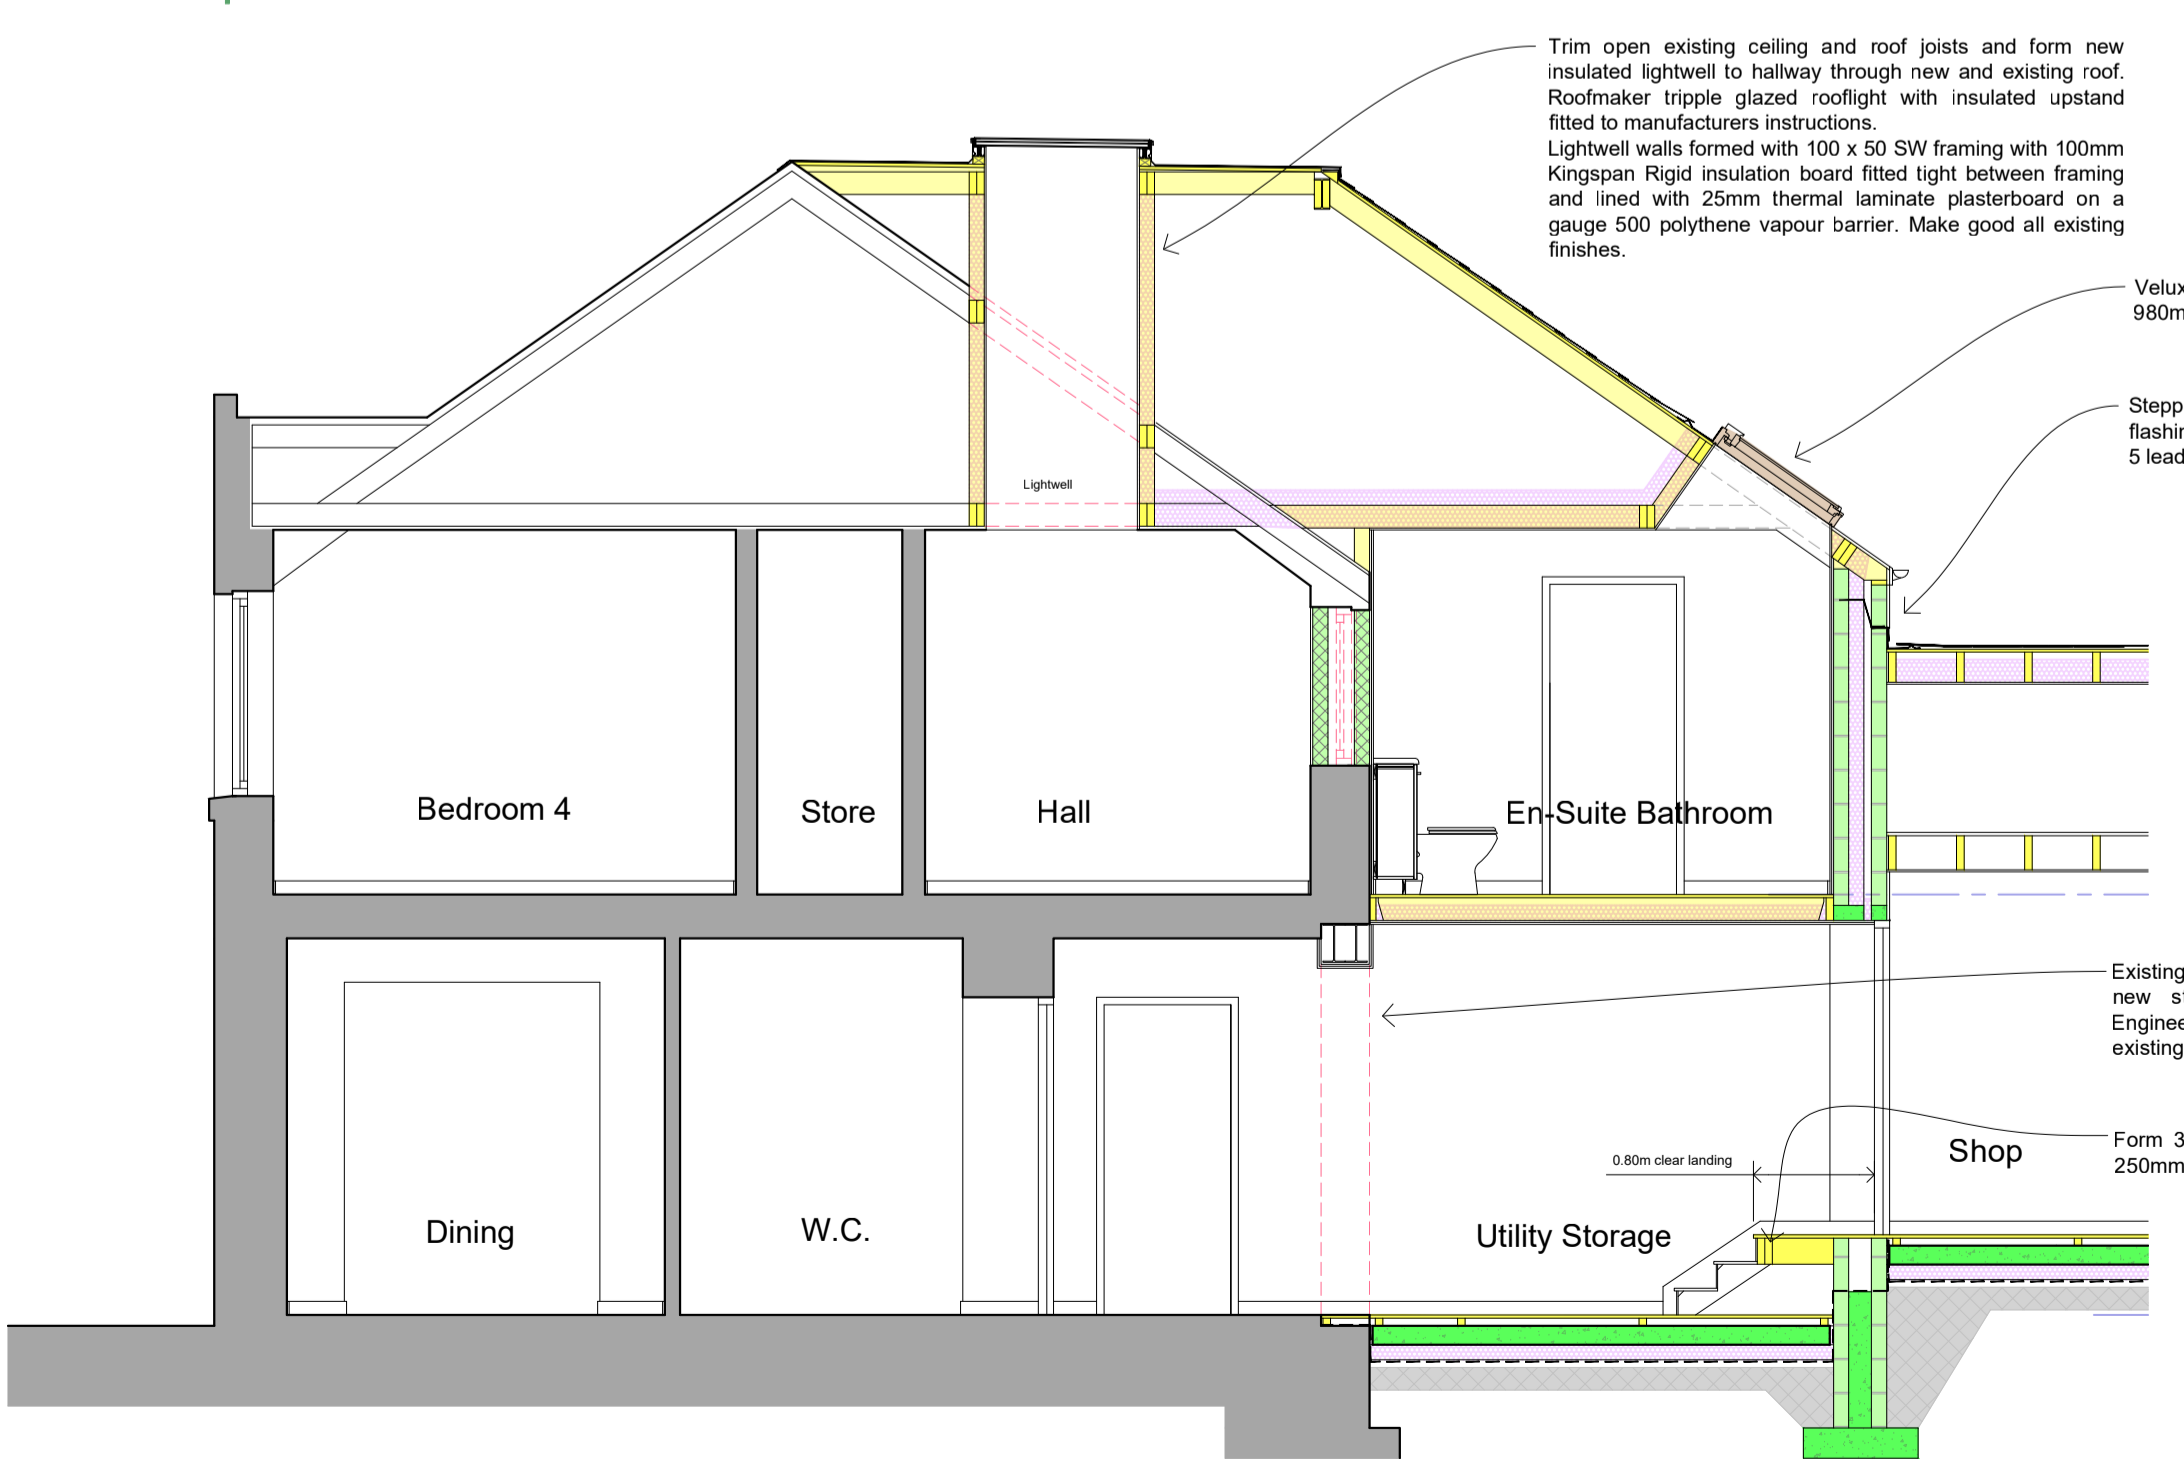 Trim open existing ceiling and roof joists and form new
insulated lightwell to hallway through new and existing roof.
Roofmaker tripple glazed rooflight with insulated upstand
fitted to manufacturers instructions.
Lightwell walls formed with 100 x 50 SW framing with 100mm
Kingspan Rigid insulation board fitted tight between framing
and lined with 25mm thermal laminate plasterboard on a
gauge 500 polythene vapour barrier. Make good all existing
finishes.
Velux
980m
Stepp
flashin
5 lead
Lightwell
Bedroom 4
Store
Hall
En-Suite Bathroom
Existing
new st
Enginee
existing
Form 3
250mm
0.80m clear landing
Shop
Dining
W.C.
Utility Storage